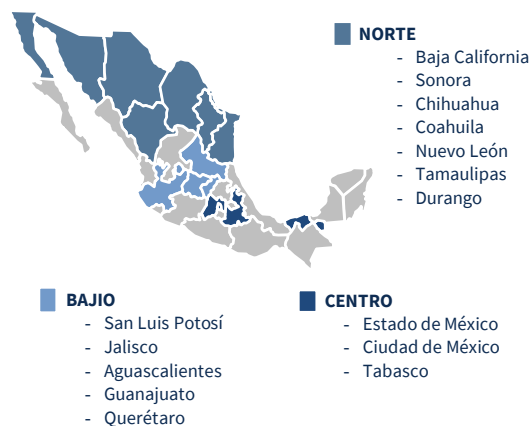 NORTE
- Baja California
- Sonora
- Chihuahua
- Coahuila
- Nuevo León
- Tamaulipas
- Durango
BAJIO
- San Luis Potosí
- Jalisco
- Aguascalientes
- Guanajuato
- Querétaro
CENTRO
- Estado de México
- Ciudad de México
- Tabasco